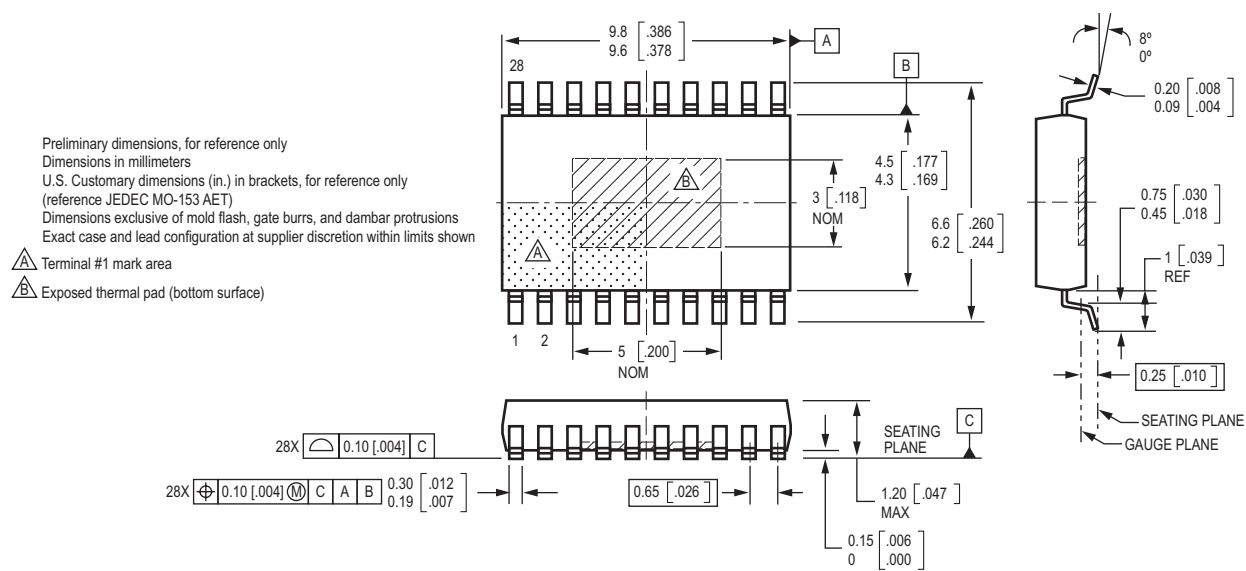 9.8 [.386]
9.6 [.378]
A
28
B
8º
0º
0.20 [.008]
0.09 [.004]
Preliminary dimensions, for reference only
Dimensions in millimeters
U.S. Customary dimensions (in.) in brackets, for reference only
(reference JEDEC MO-153 AET)
Dimensions exclusive of mold flash, gate burrs, and dambar protrusions
Exact case and lead configuration at supplier discretion within limits shown
A Terminal #1 mark area
B Exposed thermal pad (bottom surface)
B
A
3 [.118]
NOM
4.5 [.177]
4.3 [.169]
6.6 [.260]
6.2 [.244]
0.75 [.030]
0.45 [.018]
1 [.039]
REF
1 2
5 [.200]
NOM
0.25 [.010]
SEATING PLANE
GAUGE PLANE
28X ⌓ 0.10 [.004] C
SEATING
PLANE
C
28X ⌖ 0.10 [.004] Ⓜ C A B
0.30 [.012]
0.19 [.007]
0.65 [.026]
1.20 [.047]
MAX
0.15 [.006]
0 [.000]